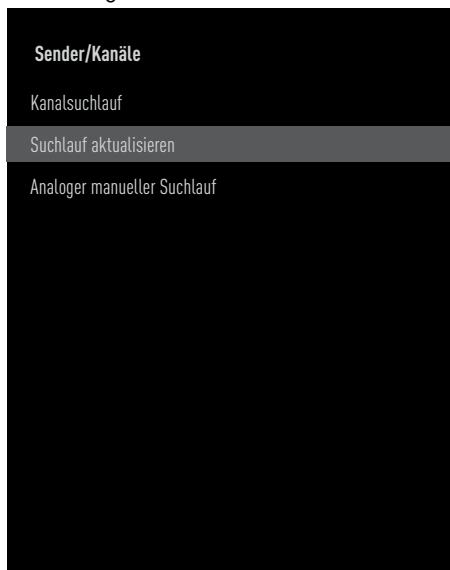 Sender/Kanäle
Kanalsuchlauf
Suchlauf aktualisieren
Analoger manueller Suchlauf